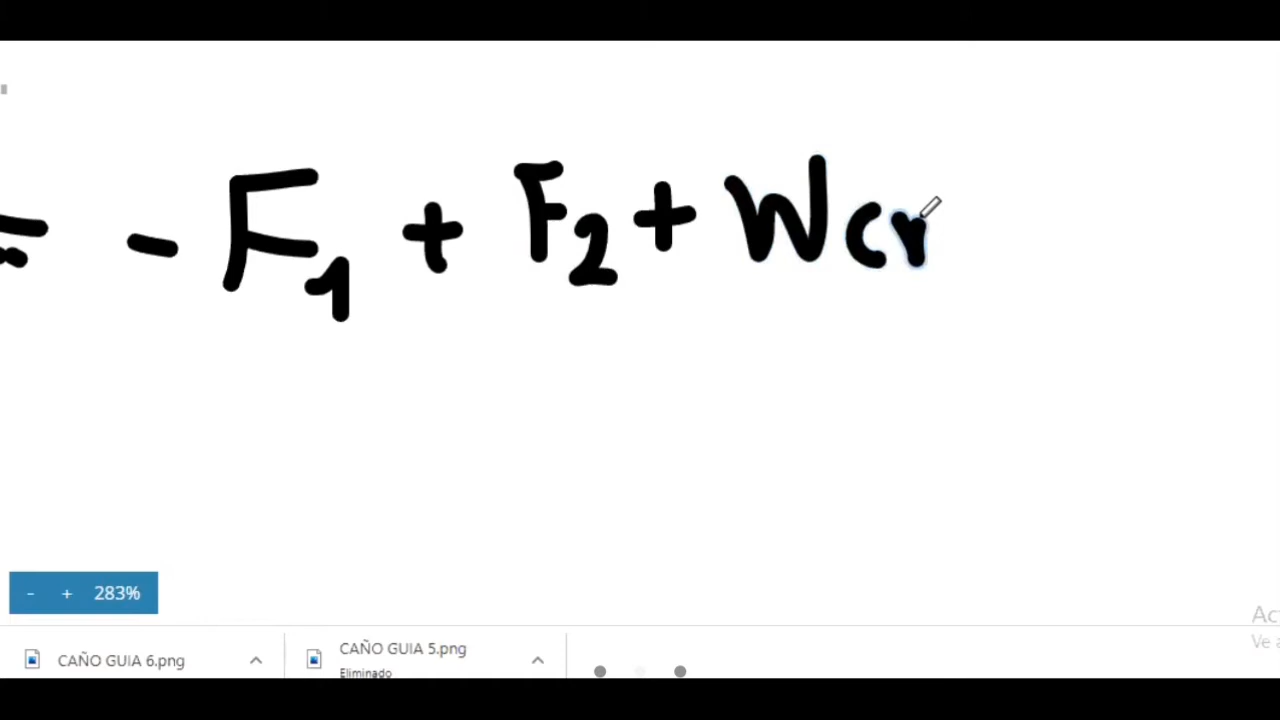 = - F₁ + F₂ + Wcr
- + 283%
CAÑO GUIA 6.png
CAÑO GUIA 5.png
Eliminado